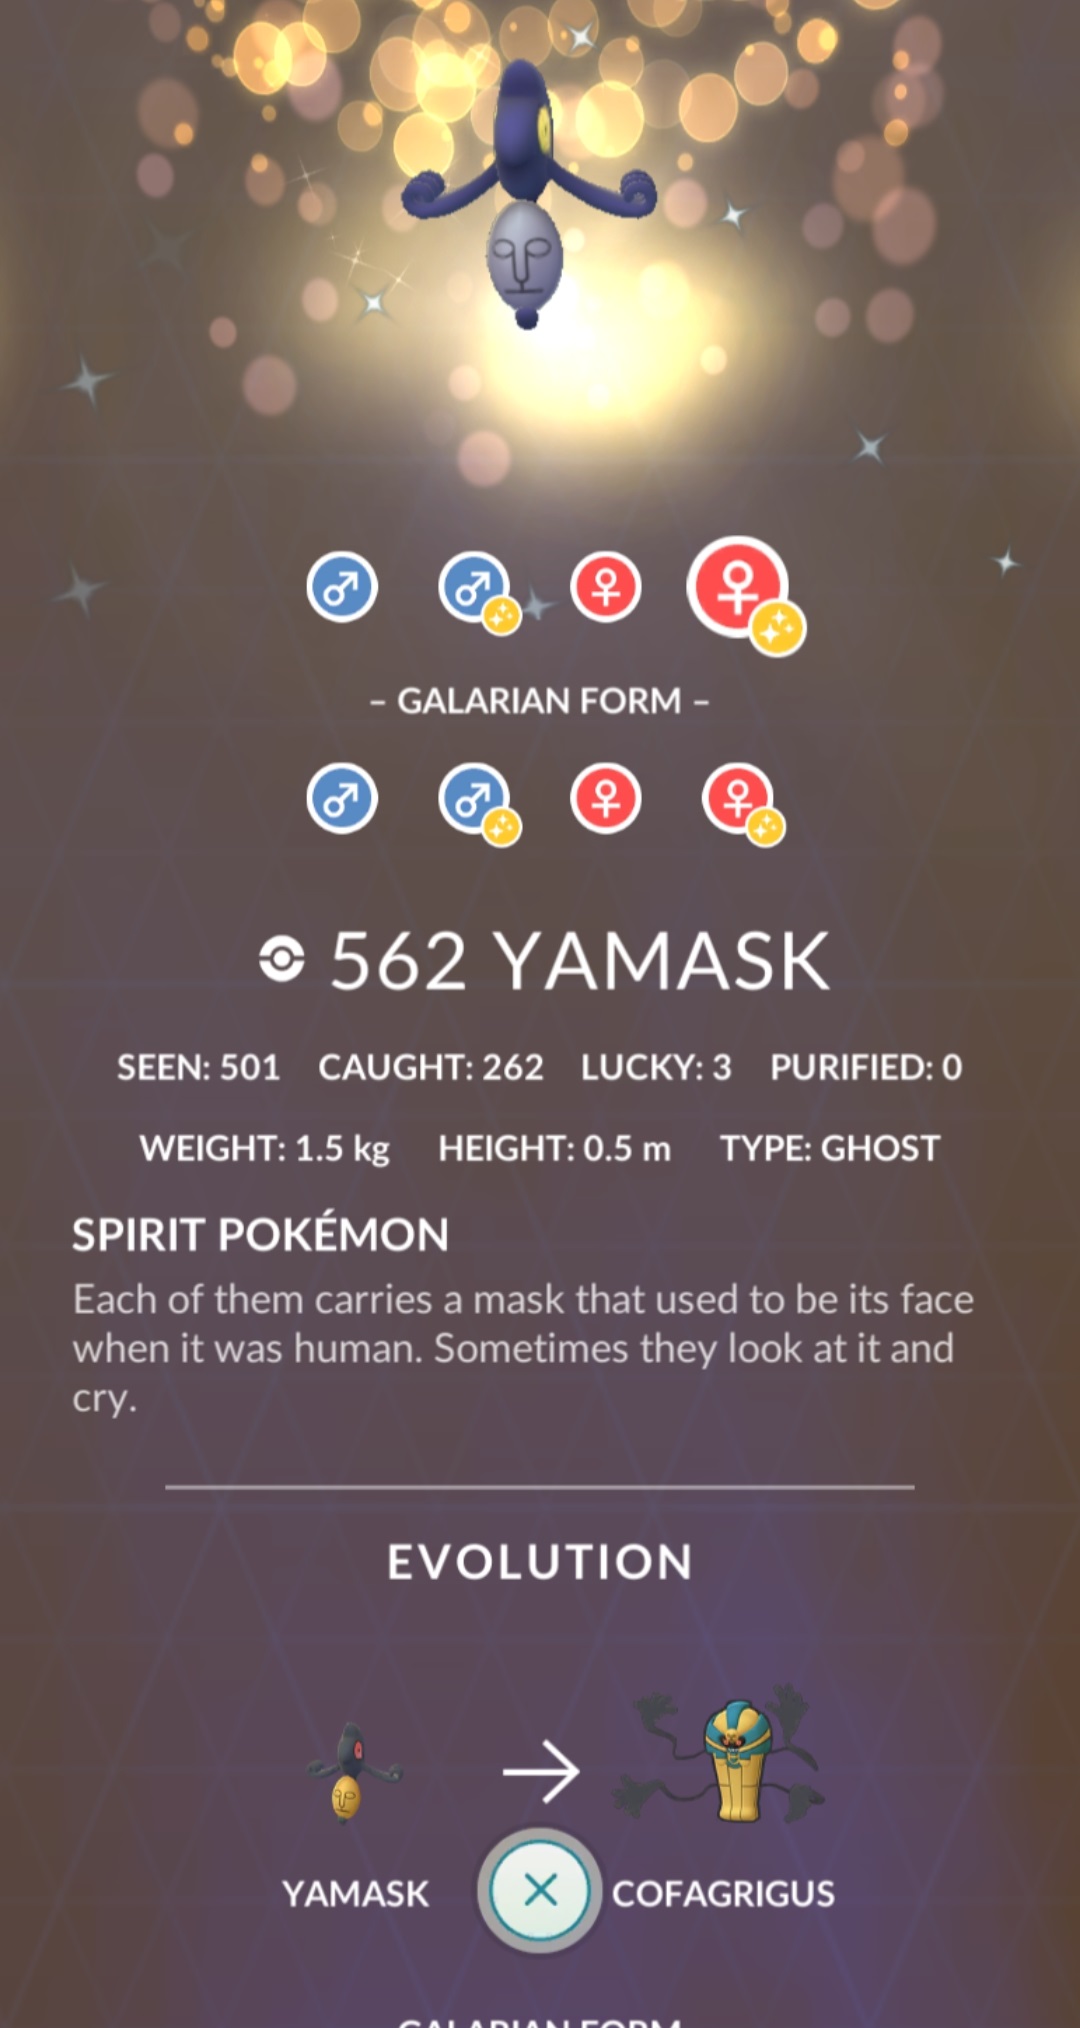 – GALARIAN FORM –
562 YAMASK
SEEN: 501 CAUGHT: 262 LUCKY: 3 PURIFIED: 0
WEIGHT: 1.5 kg HEIGHT: 0.5 m TYPE: GHOST
SPIRIT POKÉMON
Each of them carries a mask that used to be its face
when it was human. Sometimes they look at it and
cry.
EVOLUTION
YAMASK COFAGRIGUS
GALARIAN FORM